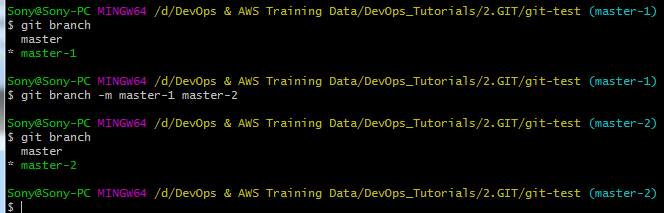 Sony@Sony-PC MINGW64 /d/DevOps & AWS Training Data/DevOps_Tutorials/2.GIT/git-test (master-1)
$ git branch
master
* master-1
Sony@Sony-PC MINGW64 /d/DevOps & AWS Training Data/DevOps_Tutorials/2.GIT/git-test (master-1)
$ git branch -m master-1 master-2
Sony@Sony-PC MINGW64 /d/DevOps & AWS Training Data/DevOps_Tutorials/2.GIT/git-test (master-2)
$ git branch
master
* master-2
Sony@Sony-PC MINGW64 /d/DevOps & AWS Training Data/DevOps_Tutorials/2.GIT/git-test (master-2)
$